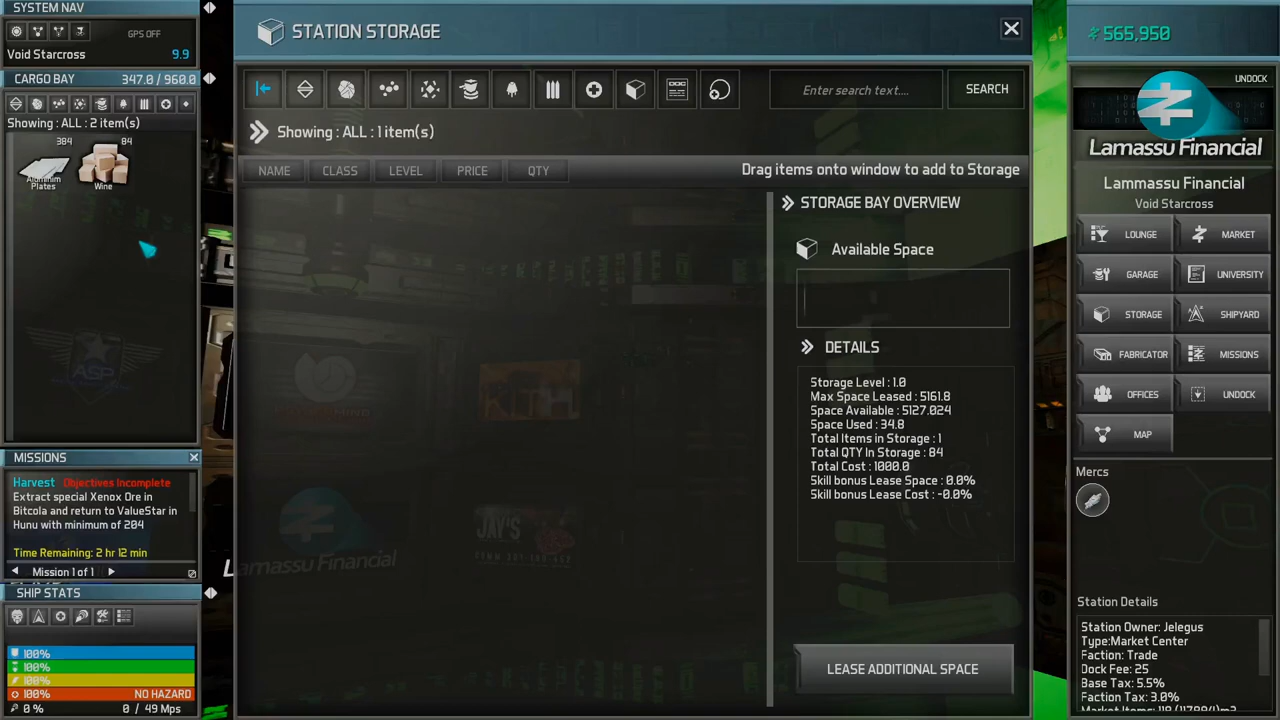 SYSTEM NAV
GPS OFF
Void Starcross
9.9
CARGO BAY
347.0 / 960.0
Showing: ALL : 2 item(s)
384
84
Aluminim
Plates
Wine
ASP
MISSIONS
Harvest Objectives Incomplete
Extract special Xenox Ore in
Bitcola and return to ValueStar in
Hunu with minimum of 204
Time Remaining: 2 hr 12 min
Mission 1 of 1
SHIP STATS
100%
100%
100%
100%
NO HAZARD
0 %
0 / 49 Mps
STATION STORAGE
DOC
Enter search text....
SEARCH
Showing : ALL : 1 item(s)
NAME
CLASS
LEVEL
PRICE
QTY
Drag items onto window to add to Storage
JAY'S
Lamassu Financial
STORAGE BAY OVERVIEW
Available Space
DETAILS
Storage Level : 1.0
Max Space Leased : 5161.8
Space Available : 5127.024
Space Used : 34.8
Total Items in Storage : 1
Total QTY In Storage : 84
Total Cost : 1000.0
Skill bonus Lease Space : 0.0%
Skill bonus Lease Cost : -0.0%
LEASE ADDITIONAL SPACE
565,950
UNDOCK
Lamassu Financial
Lammassu Financial
Void Starcross
LOUNGE
MARKET
GARAGE
UNIVERSITY
STORAGE
SHIPYARD
FABRICATOR
MISSIONS
OFFICES
UNDOCK
MAP
Mercs
Station Details
Station Owner: Jelegus
Type:Market Center
Faction: Trade
Dock Fee: 25
Base Tax: 5.5%
Faction Tax: 3.0%